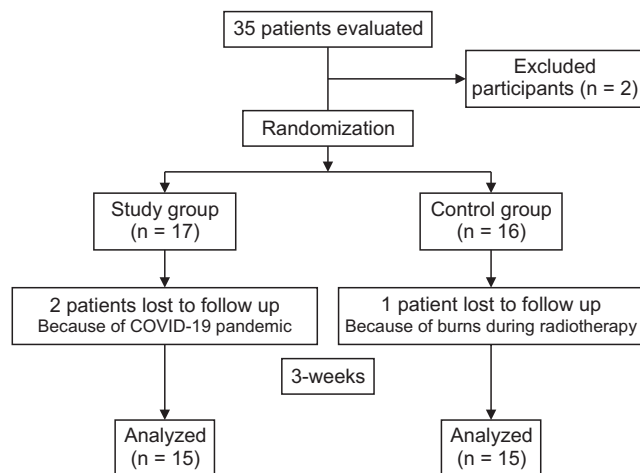 35 patients evaluated
Excluded
participants (n = 2)
Randomization
Study group
(n = 17)
Control group
(n = 16)
2 patients lost to follow up
Because of COVID-19 pandemic
1 patient lost to follow up
Because of burns during radiotherapy
3-weeks
Analyzed
(n = 15)
Analyzed
(n = 15)